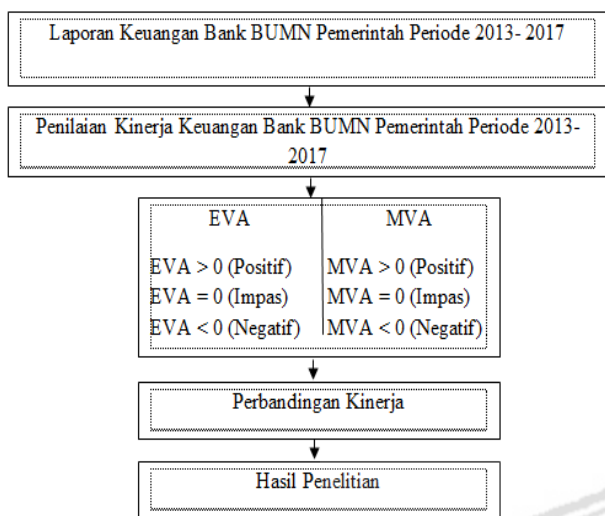 Laporan Keuangan Bank BUMN Pemerintah Periode 2013- 2017
Penilaian Kinerja Keuangan Bank BUMN Pemerintah Periode 2013-
2017
EVA
EVA > 0 (Positif)
EVA = 0 (Impas)
EVA < 0 (Negatif)
MVA
MVA > 0 (Positif)
MVA = 0 (Impas)
MVA < 0 (Negatif)
Perbandingan Kinerja
Hasil Penelitian